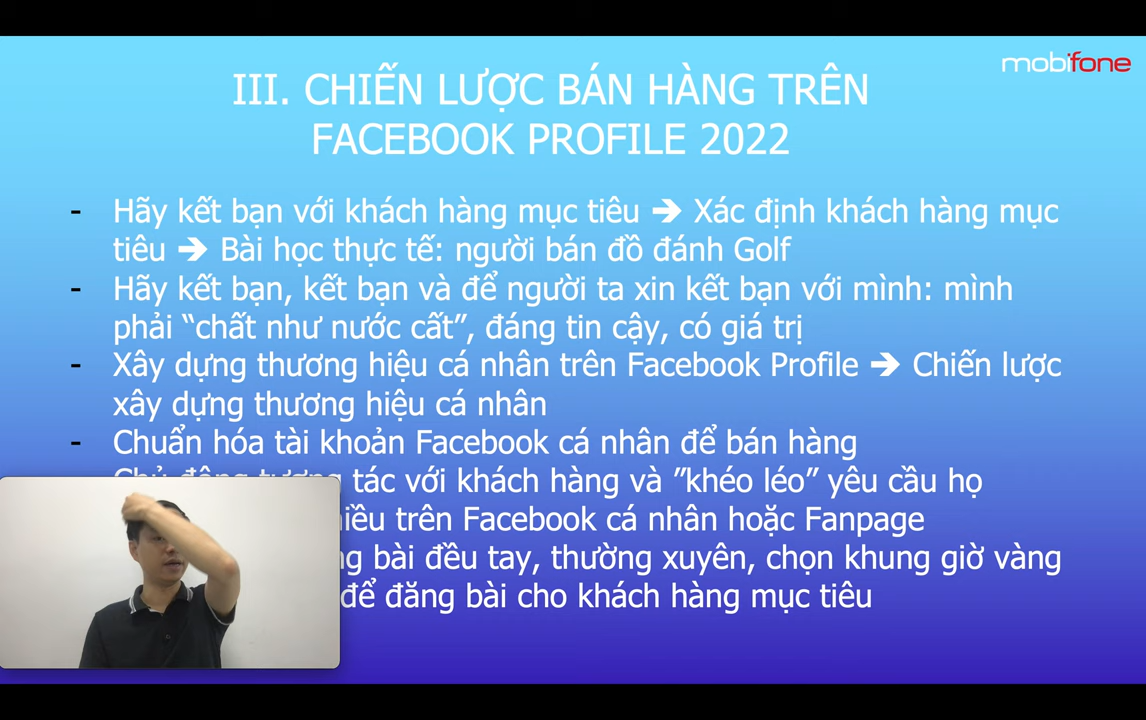 mobifone
III. CHIẾN LƯỢC BÁN HÀNG TRÊN
FACEBOOK PROFILE 2022
- Hãy kết bạn với khách hàng mục tiêu ➔ Xác định khách hàng mục
tiêu ➔ Bài học thực tế: người bán đồ đánh Golf
- Hãy kết bạn, kết bạn và để người ta xin kết bạn với mình: mình
phải “chất như nước cất”, đáng tin cậy, có giá trị
- Xây dựng thương hiệu cá nhân trên Facebook Profile ➔ Chiến lược
xây dựng thương hiệu cá nhân
- Chuẩn hóa tài khoản Facebook cá nhân để bán hàng
Chủ động tương tác với khách hàng và ”khéo léo” yêu cầu họ
trên Facebook cá nhân hoặc Fanpage
bài đều tay, thường xuyên, chọn khung giờ vàng
để đăng bài cho khách hàng mục tiêu